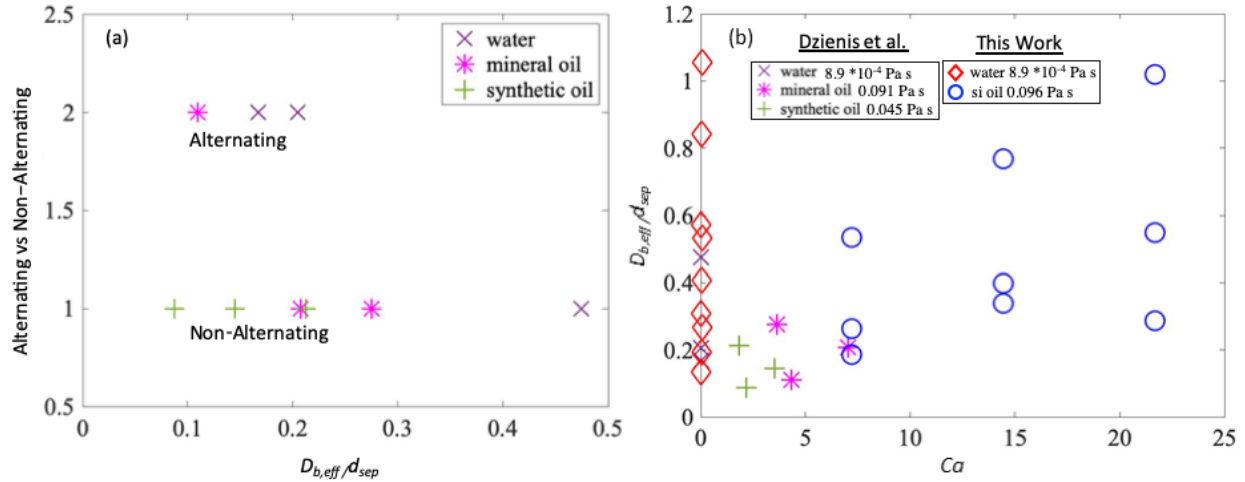 (a)
water
mineral oil
synthetic oil
Alternating
Non-Alternating
Alternating vs Non-Alternating
2.5
2
1.5
1
0.5
0
0.1
0.2
0.3
0.4
0.5
D_b,eff/d_sep
(b)
Dzienis et al.
water 8.9 *10⁻⁴ Pa s
mineral oil 0.091 Pa s
synthetic oil 0.045 Pa s
This Work
water 8.9 *10⁻⁴ Pa s
si oil 0.096 Pa s
D_b,eff/d_sep
1
0.8
0.6
0.4
0.2
0
0
5
10
15
20
25
Ca